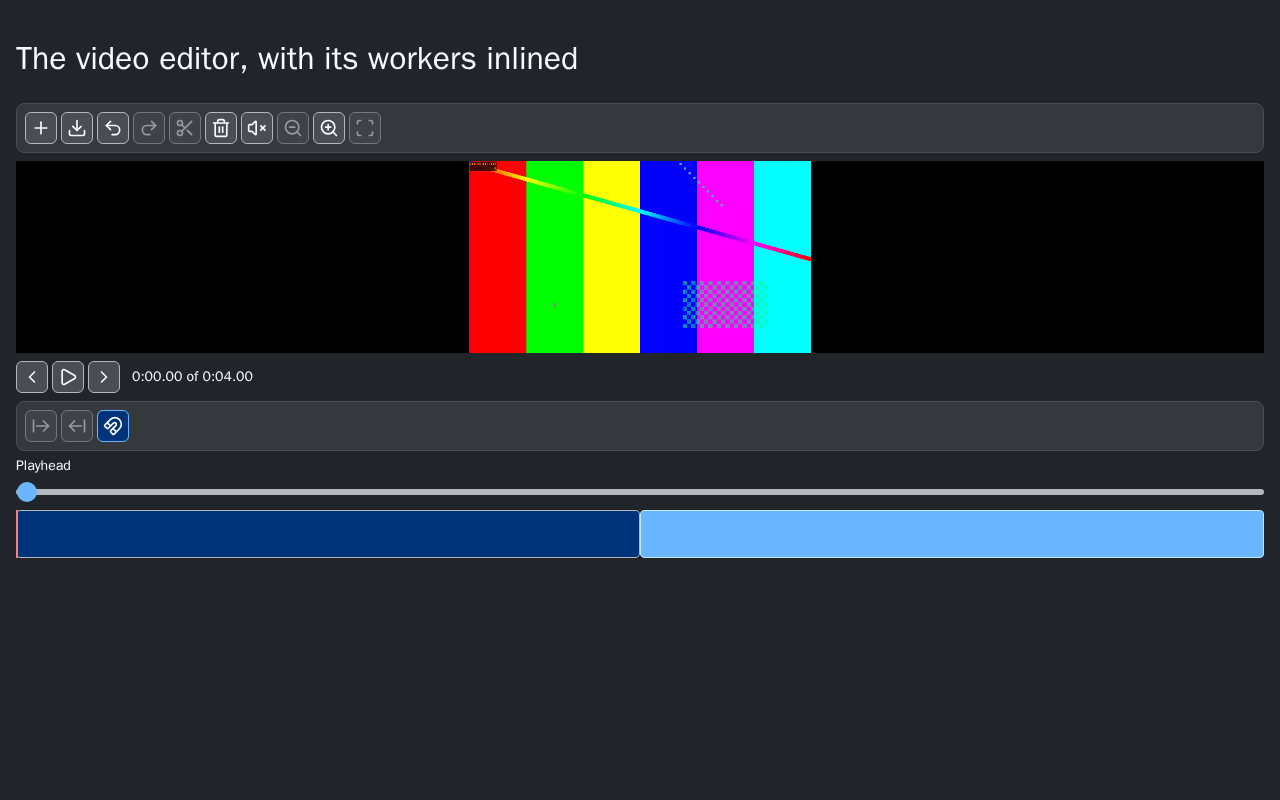 The video editor, with its workers inlined
0:00.00 of 0:04.00
Playhead